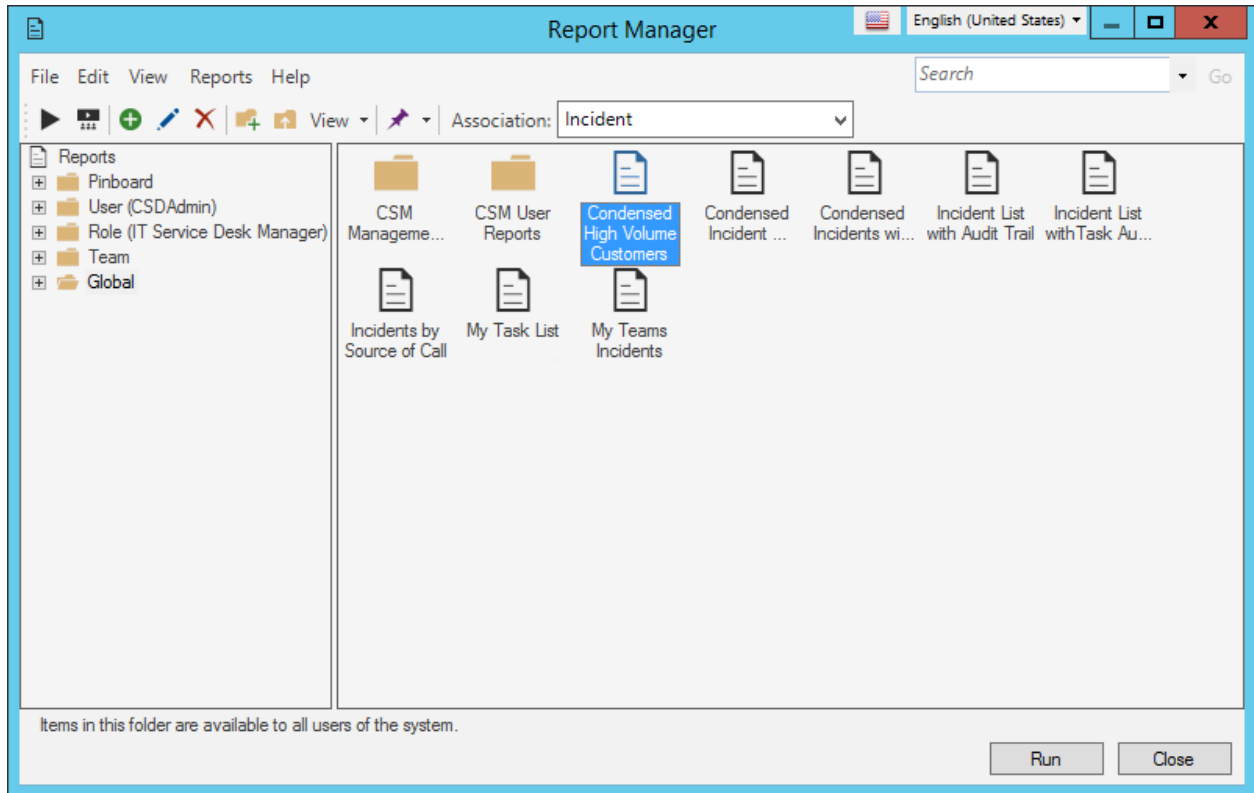 Report Manager
English (United States)
File Edit View Reports Help
Search
Go
View
Association: Incident
Reports
Pinboard
User (CSDAdmin)
Role (IT Service Desk Manager)
Team
Global
CSM
Manageme...
CSM User
Reports
Condensed
High Volume
Customers
Condensed
Incident ...
Condensed
Incidents wi...
Incident List
with Audit Trail
Incident List
withTask Au...
Incidents by
Source of Call
My Task List
My Teams
Incidents
Items in this folder are available to all users of the system.
Run
Close